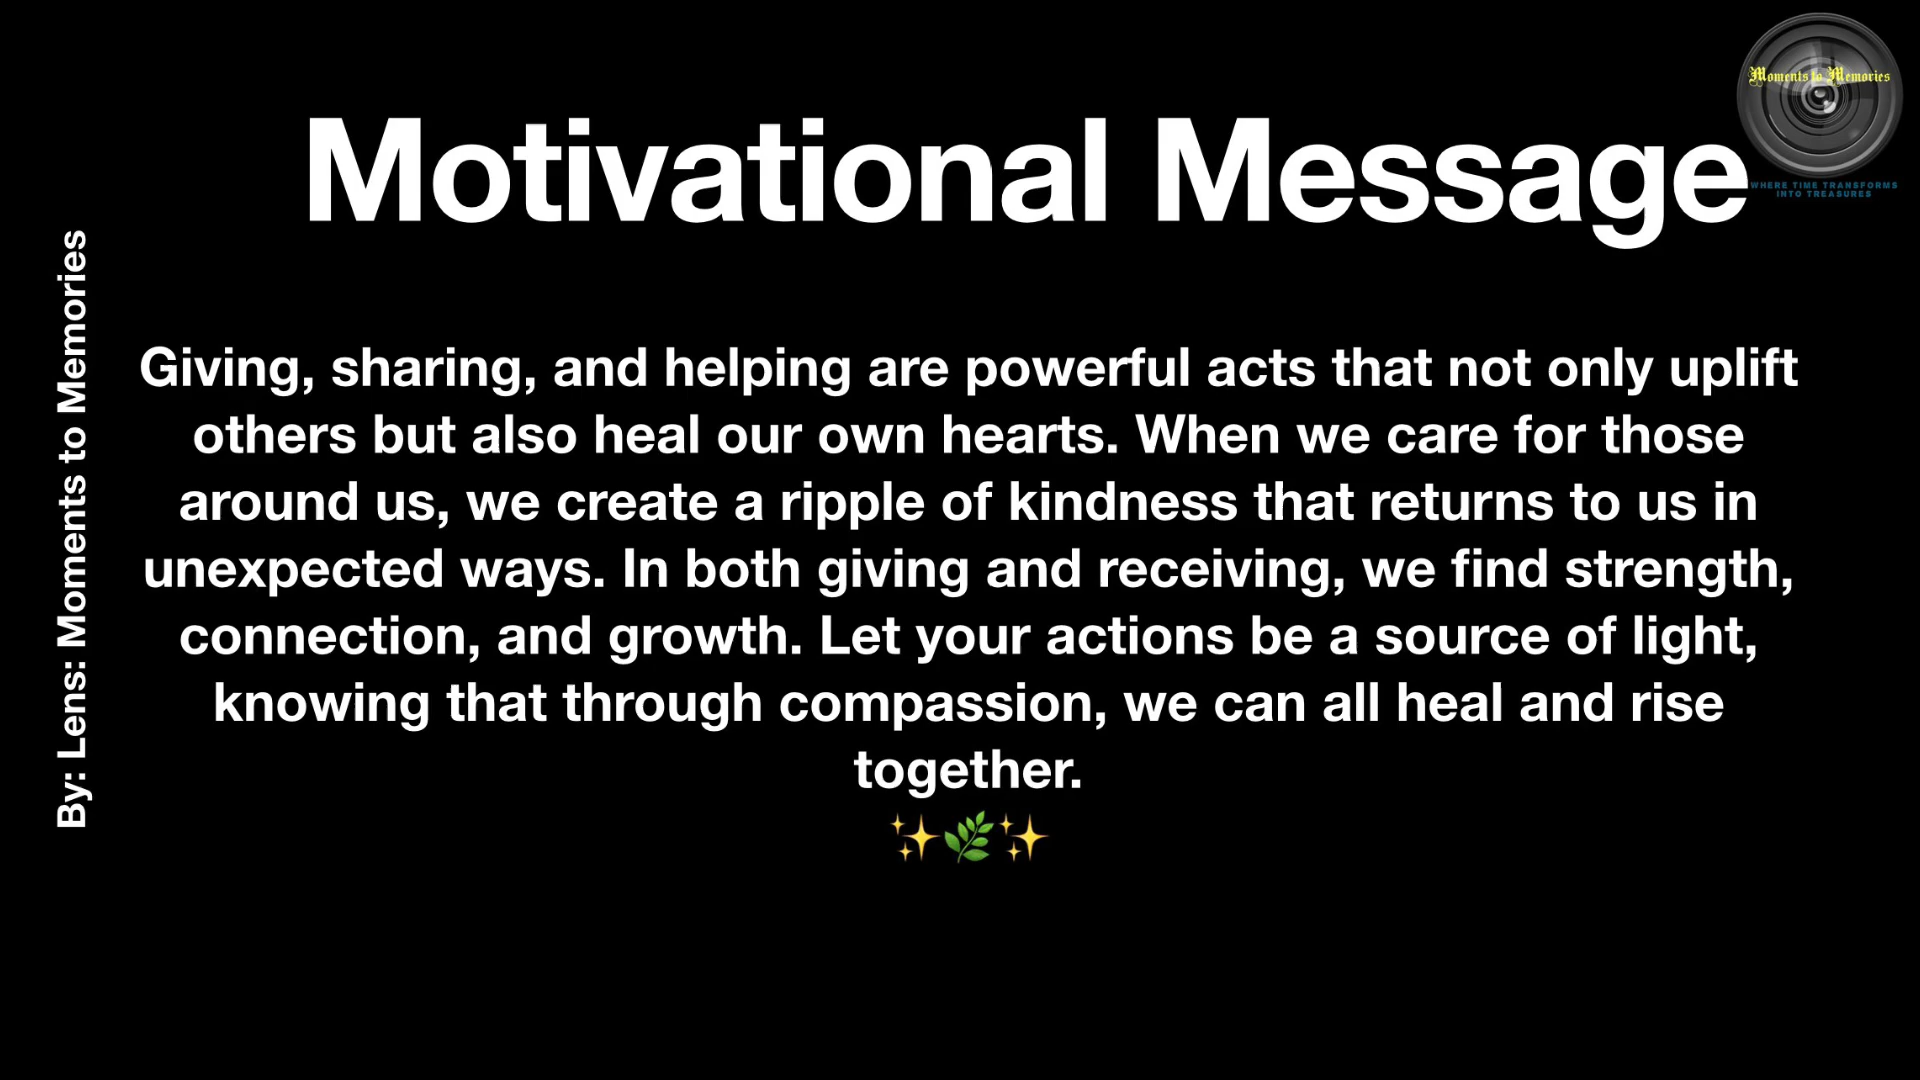 Moments to Memories
WHERE TIME TRANSFORMS
INTO TREASURES
Motivational Message
By: Lens: Moments to Memories
Giving, sharing, and helping are powerful acts that not only uplift
others but also heal our own hearts. When we care for those
around us, we create a ripple of kindness that returns to us in
unexpected ways. In both giving and receiving, we find strength,
connection, and growth. Let your actions be a source of light,
knowing that through compassion, we can all heal and rise
together.
✨🌿✨